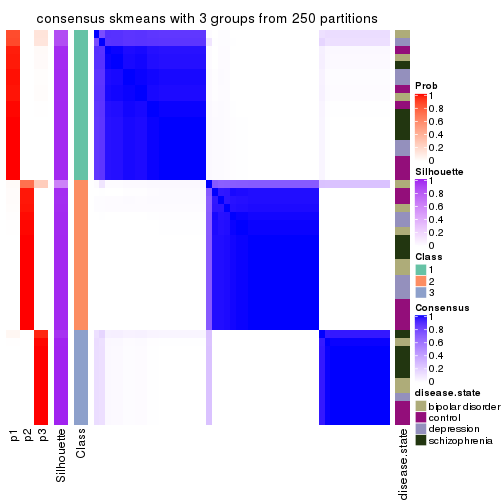 consensus skmeans with 3 groups from 250 partitions
Prob
1
0.8
0.6
0.4
0.2
0
Silhouette
1
0.8
0.6
0.4
0.2
0
Class
1
2
3
Consensus
1
0.8
0.6
0.4
0.2
0
disease.state
bipolar disorder
control
depression
schizophrenia
p1
p2
p3
Silhouette
Class
disease.state